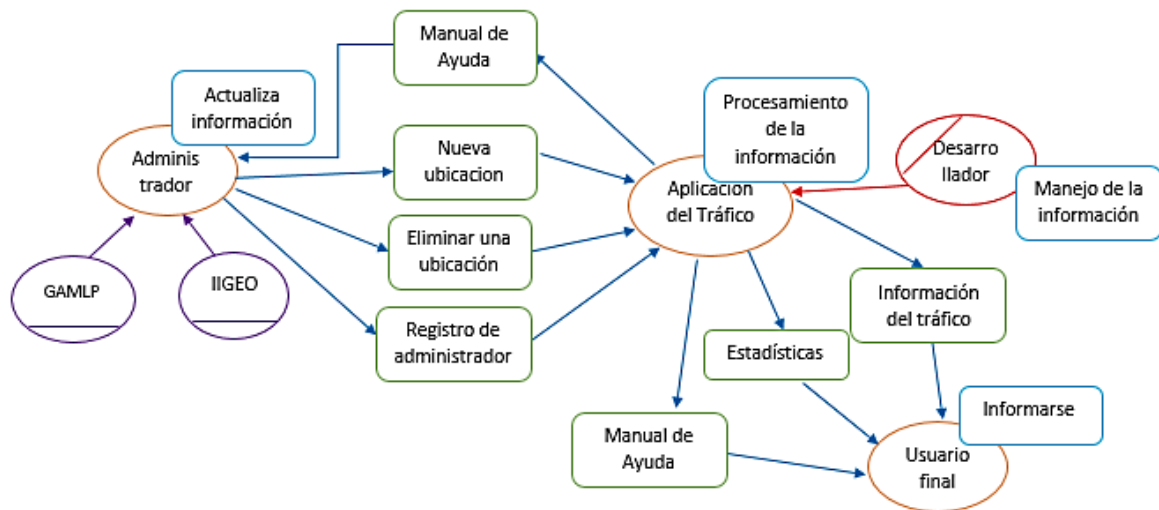 Manual de
Ayuda
Actualiza
información
Procesamiento
de la
información
Adminis
trador
Nueva
ubicacion
Desarro
llador
Manejo de la
información
Aplicación
del Tráfico
Eliminar una
ubicación
GAMLP
IIGEO
Información
del tráfico
Registro de
administrador
Estadísticas
Informarse
Manual de
Ayuda
Usuario
final